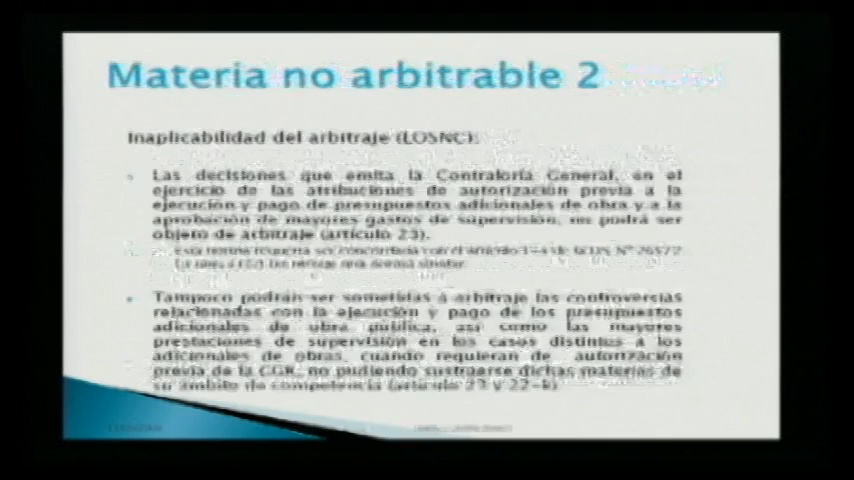 Materia no arbitrable 2
Inaplicabilidad del arbitraje (LOSNC):
Las decisiones que emita la Contraloría General, en el
ejercicio de las atribuciones de autorización previa a la
ejecución y pago de presupuestos adicionales de obra y a la
aprobación de mayores gastos de supervisión, no podrá ser
objeto de arbitraje (artículo 23).
Esta norma
Tampoco podrán ser sometidas a arbitraje las controversias
relacionadas con la ejecución y pago de los presupuestos
adicionales de obra pública, así como las mayores
prestaciones de supervisión en los casos distintos a los
adicionales de obras, cuando requieran de autorización
previa de la CGR, no pudiendo sustraerse dichas materias de
su ámbito de competencia (artículo 23 y 22-k)